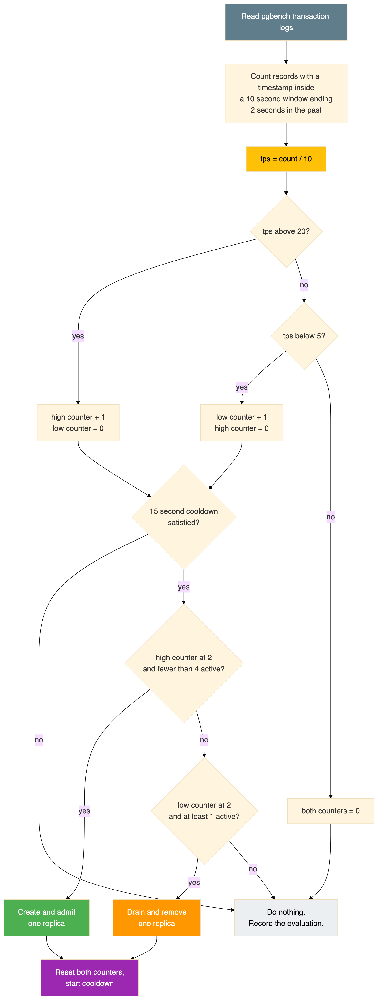 Read pgbench transaction
logs
Count records with a
timestamp inside
a 10 second window ending
2 seconds in the past
tps = count / 10
tps above 20?
no
yes
tps below 5?
yes
high counter + 1
low counter = 0
low counter + 1
high counter = 0
15 second cooldown
satisfied?
no
yes
high counter at 2
and fewer than 4 active?
no
no
yes
low counter at 2
and at least 1 active?
both counters = 0
no
yes
Create and admit
one replica
Drain and remove
one replica
Do nothing.
Record the evaluation.
Reset both counters,
start cooldown